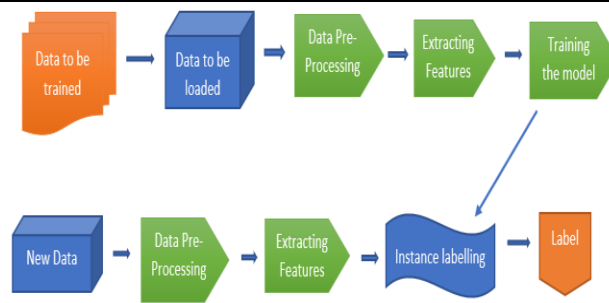 Data to be
trained
Data to be
loaded
Data Pre-
Processing
Extracting
Features
Training
the model
New Data
Data Pre-
Processing
Extracting
Features
Instance labelling
Label